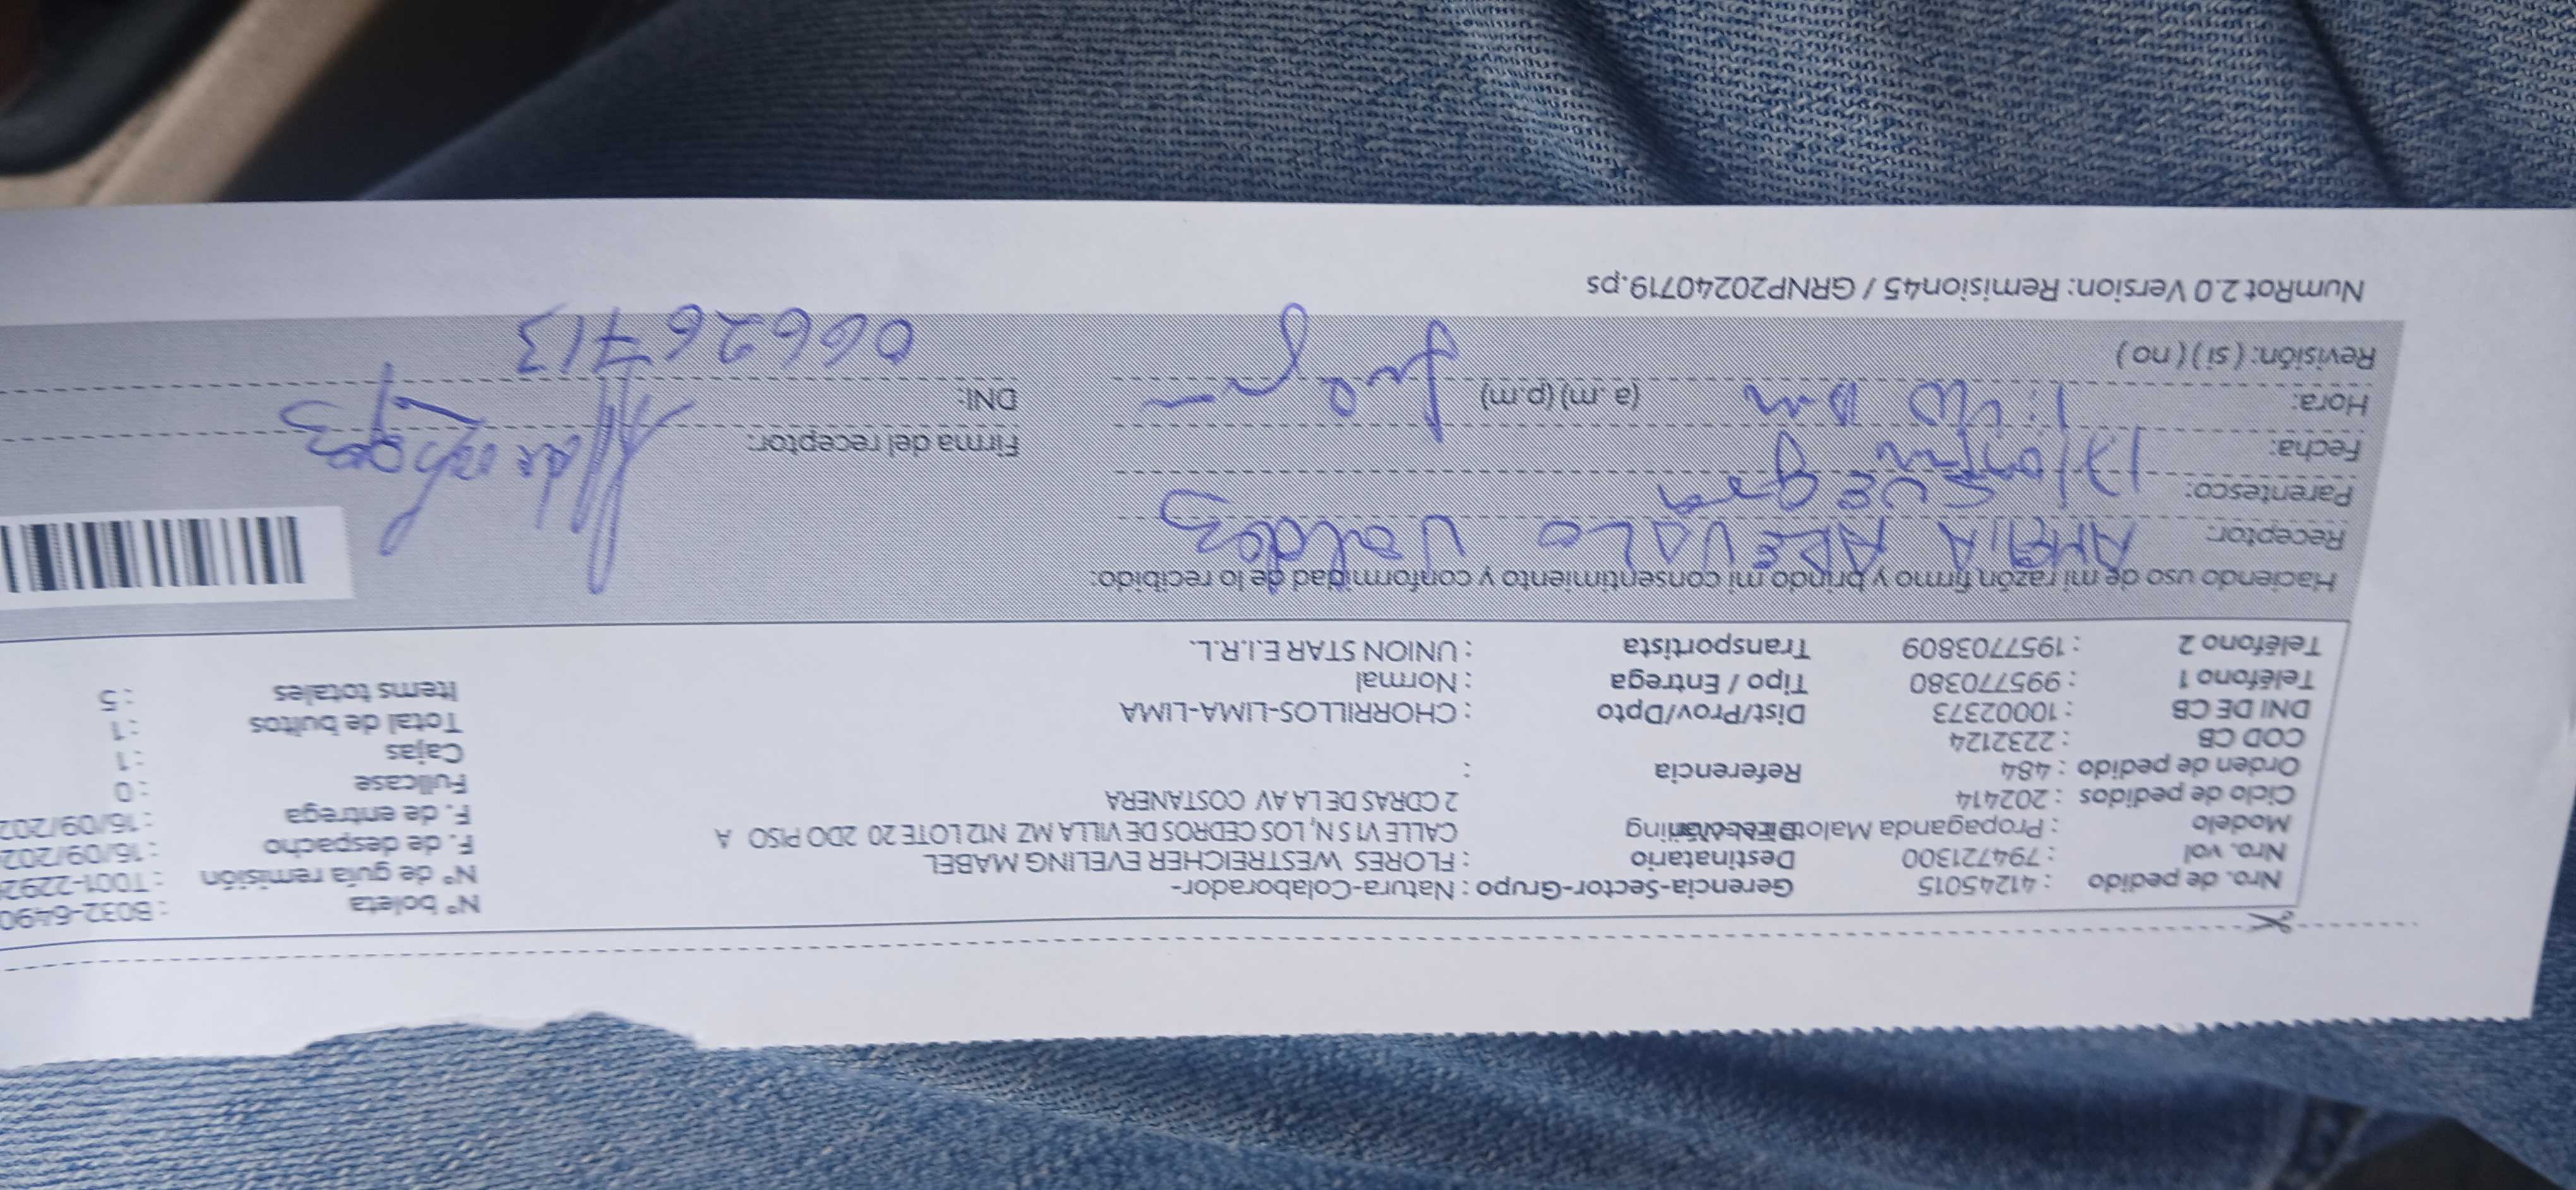 Nro. de pedido : 41245015 Gerencia-Sector-Grupo : Natura-Colaborador- N° boleta : B032-6490
Nro. vol : 794721300 Destinatario : FLORES WESTREICHER EVELING MABEL N° de guía remisión : T001-2292
Modelo : Propaganda Malote CALLE V1 S N, LOS CEDROS DE VILLA MZ N12 LOTE 20 2DO PISO A F. de despacho : 16/09/202
Ciclo de pedidos : 202414 2 CDRAS DE LA AV COSTANERA F. de entrega : 16/09/202
Orden de pedido : 484 Referencia : Fullcase : 0
COD CB : 2232124 Cajas : 1
DNI DE CB : 10002373 Dist/Prov/Dpto : CHORRILLOS-LIMA-LIMA Total de bultos : 1
Teléfono 1 : 995770380 Tipo / Entrega : Normal Items totales : 5
Teléfono 2 : 1957703809 Transportista : UNION STAR E.I.R.L.
Haciendo uso de mi razón, firmo y brindo mi consentimiento y conformidad de lo recibido:
Receptor: AREVALO Valdez
Parentesco: SUEgra
Fecha: Firma del receptor:
Hora: (a.m) (p.m) DNI: 06626713
Revisión: ( si ) ( no )
NumRot 2.0 Version: Remision45 / GRNP20240719.ps